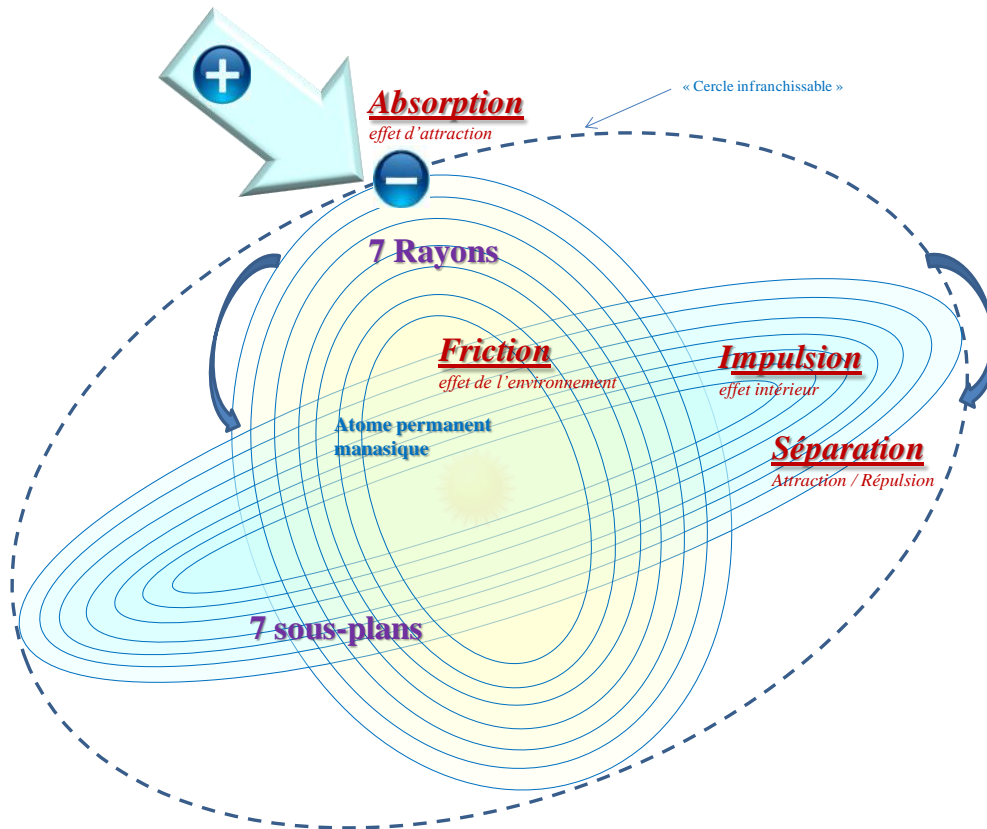 « Cercle infranchissable »
Absorption
effet d’attraction
7 Rayons
Friction
effet de l’environnement
Impulsion
effet intérieur
Atome permanent
manasique
Séparation
Attraction / Répulsion
7 sous-plans